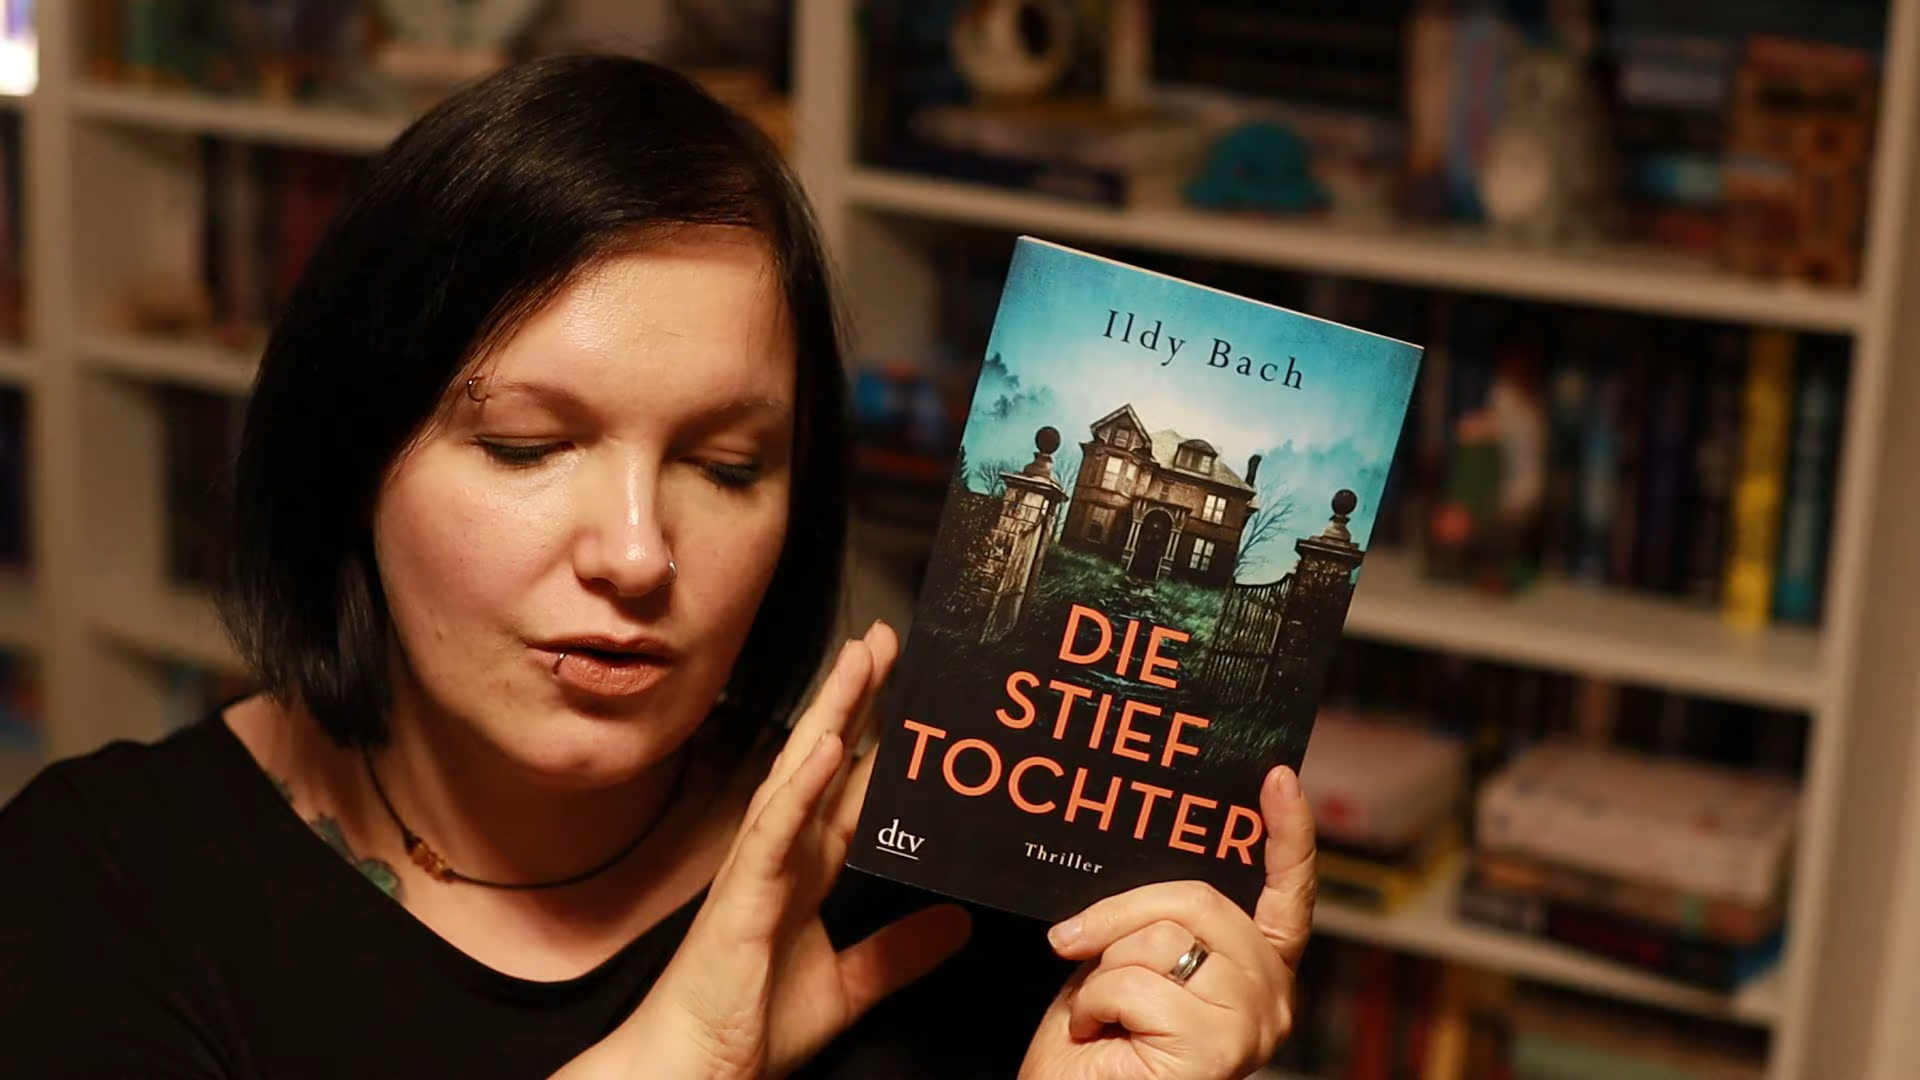 Ildy Bach
DIE
STIEF
TOCHTER
dtv
Thriller